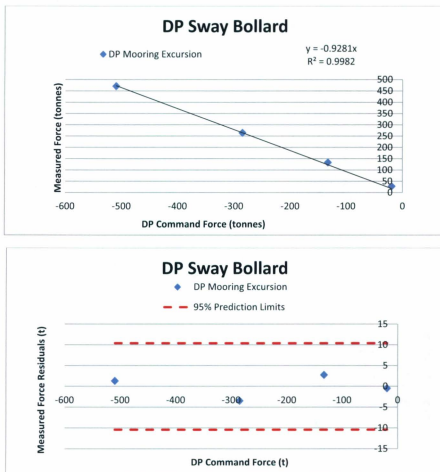 DP Sway Bollard
DP Mooring Excursion
y = -0.9281x
R² = 0.9982
Measured Force (tonnes)
500
450
400
350
300
250
200
150
100
50
0
-600 -500 -400 -300 -200 -100 0
DP Command Force (tonnes)
DP Sway Bollard
DP Mooring Excursion
95% Prediction Limits
Measured Force Residuals (t)
15
10
5
0
-5
-10
-15
-600 -500 -400 -300 -200 -100 0
DP Command Force (t)